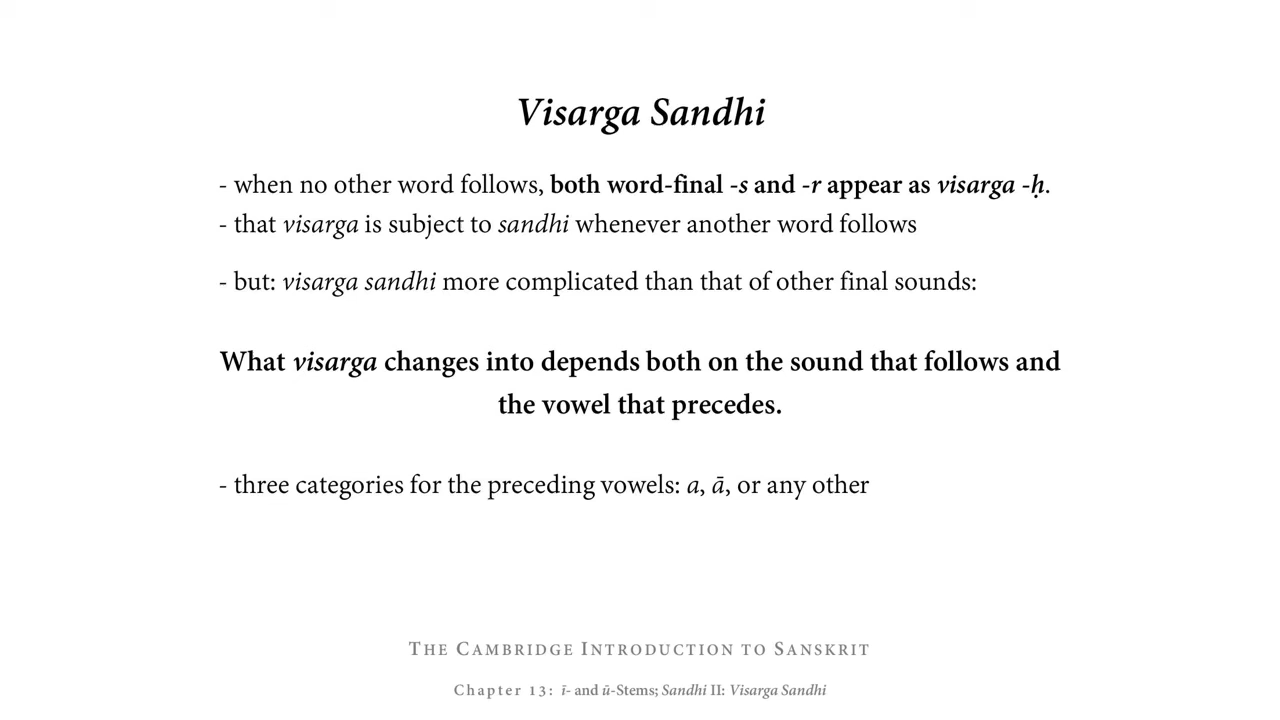 Visarga Sandhi
- when no other word follows, both word-final -s and -r appear as visarga -ḥ.
- that visarga is subject to sandhi whenever another word follows
- but: visarga sandhi more complicated than that of other final sounds:
What visarga changes into depends both on the sound that follows and
the vowel that precedes.
- three categories for the preceding vowels: a, ā, or any other
The Cambridge Introduction to Sanskrit
Chapter 13: ī- and ū-Stems; Sandhi II: Visarga Sandhi